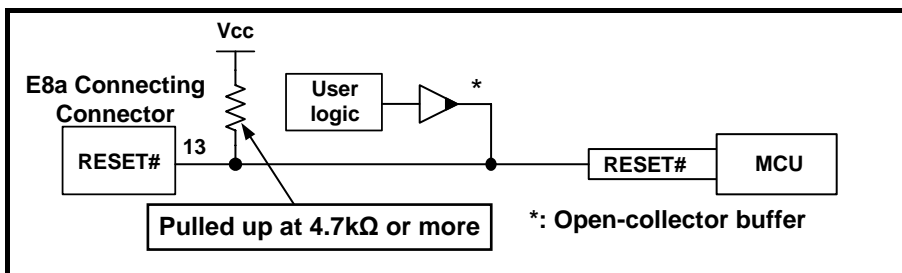 Vcc
E8a Connecting
Connector
User
logic
*
RESET#
13
RESET#
MCU
Pulled up at 4.7kΩ or more
*: Open-collector buffer